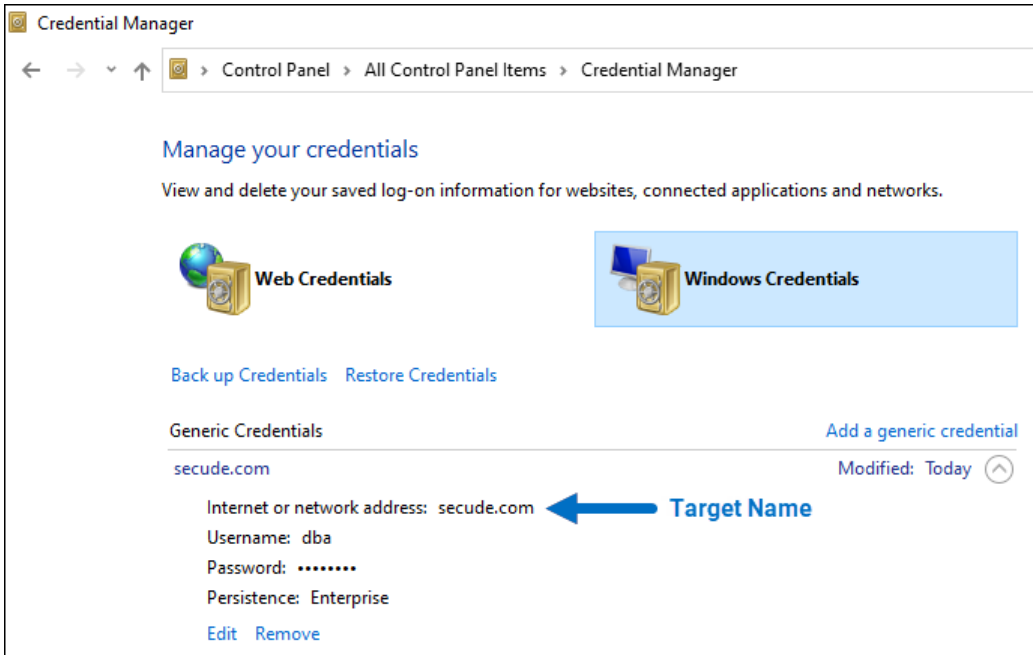 Credential Manager
Control Panel > All Control Panel Items > Credential Manager
Manage your credentials
View and delete your saved log-on information for websites, connected applications and networks.
Web Credentials Windows Credentials
Back up Credentials Restore Credentials
Generic Credentials Add a generic credential
secude.com Modified: Today
Internet or network address: secude.com Target Name
Username: dba
Password: ••••••••
Persistence: Enterprise
Edit Remove